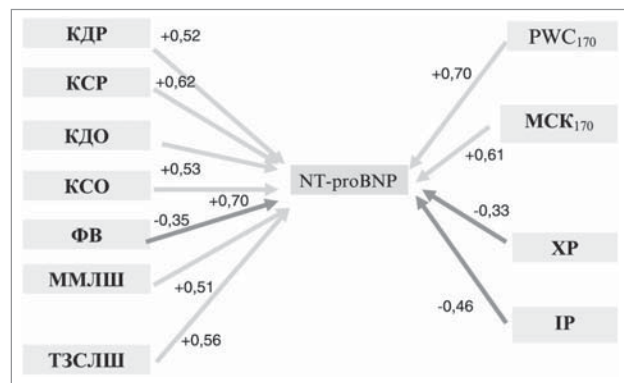 КДР
+0,52
КСР
+0,62
КДО
+0,53
КСО
+0,70
-0,35
ФВ
ММЛШ
+0,51
ТЗСЛШ
+0,56
NT-proBNP
PWC₁₇₀
+0,70
МСК₁₇₀
+0,61
-0,33
ХР
-0,46
ІР